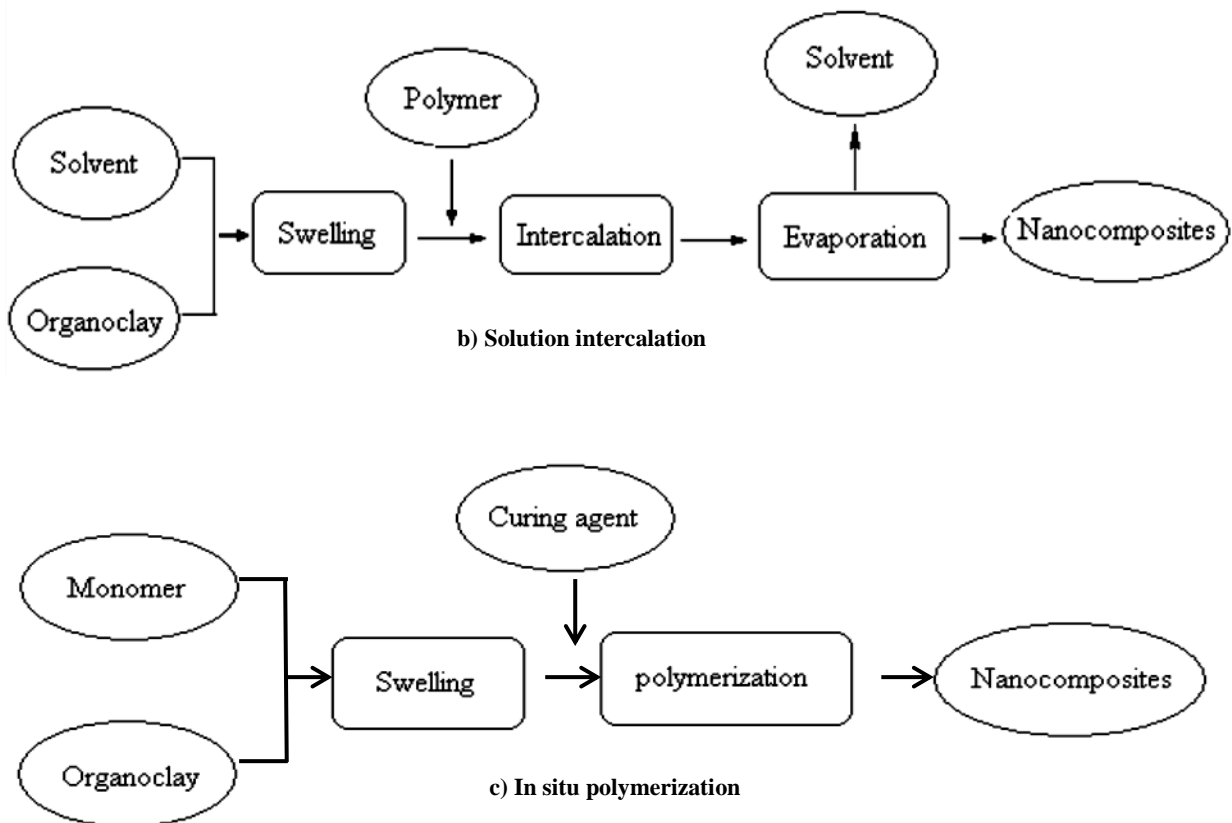 Solvent
Polymer
Solvent
Organoclay
Swelling
Intercalation
Evaporation
Nanocomposites
b) Solution intercalation
Curing agent
Monomer
Organoclay
Swelling
polymerization
Nanocomposites
c) In situ polymerization